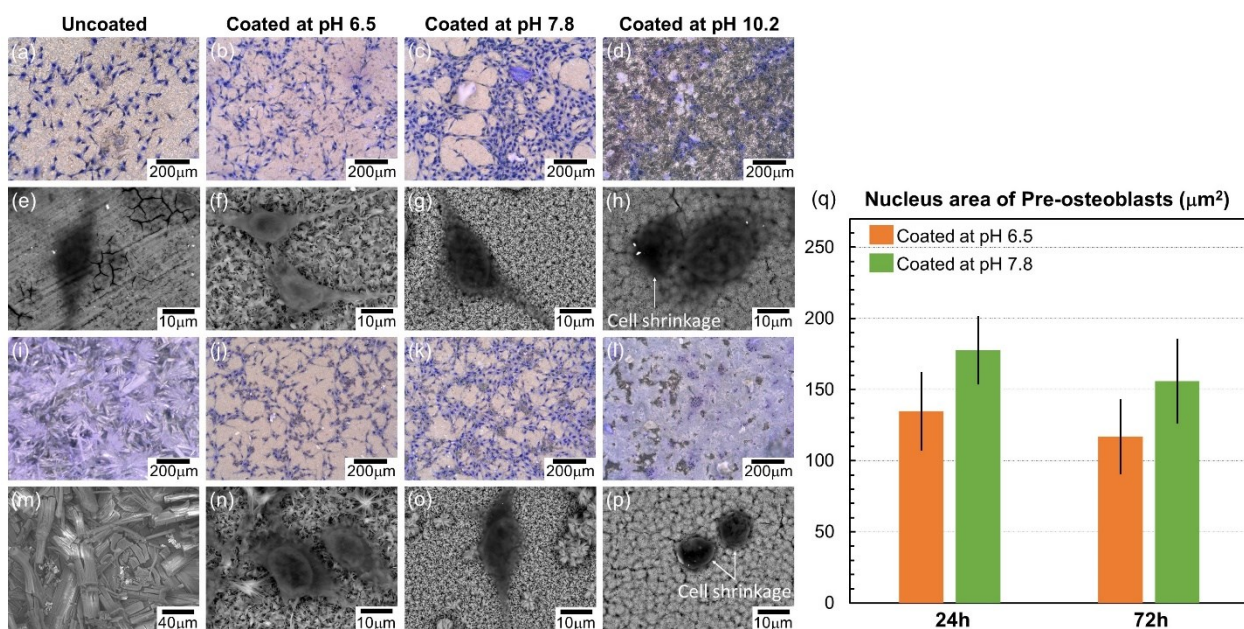 Uncoated Coated at pH 6.5 Coated at pH 7.8 Coated at pH 10.2
(a) (b) (c) (d)
200μm 200μm 200μm 200μm
(e) (f) (g) (h)
Cell shrinkage
10μm 10μm 10μm 10μm
(i) (j) (k) (l)
200μm 200μm 200μm 200μm
(m) (n) (o) (p)
Cell shrinkage
40μm 10μm 10μm 10μm
(q) Nucleus area of Pre-osteoblasts (μm²)
Coated at pH 6.5
Coated at pH 7.8
250
200
150
100
50
0
24h 72h